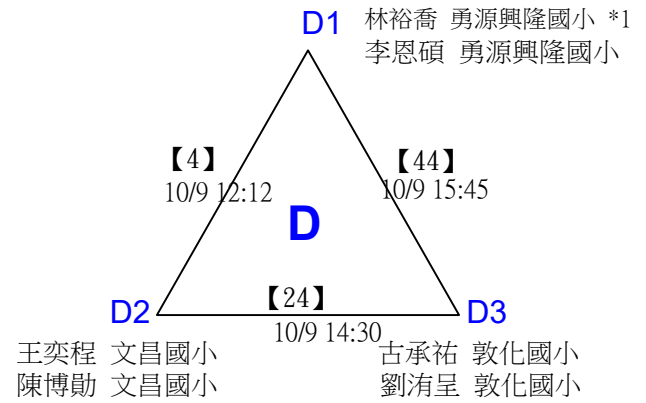 D1 林裕喬 勇源興隆國小 *1
李恩碩 勇源興隆國小
【4】
10/9 12:12
【44】
10/9 15:45
D
【24】
D2
D3
10/9 14:30
王奕程 文昌國小
陳博勛 文昌國小
古承祐 敦化國小
劉洧呈 敦化國小